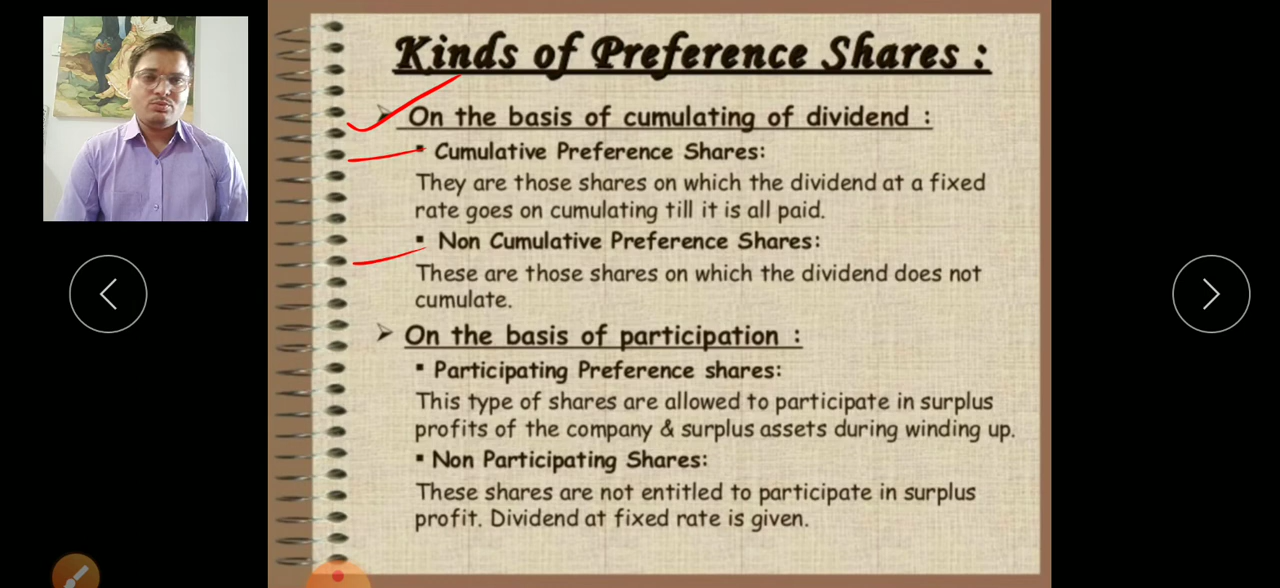 Kinds of Preference Shares :
On the basis of cumulating of dividend :
Cumulative Preference Shares:
They are those shares on which the dividend at a fixed
rate goes on cumulating till it is all paid.
Non Cumulative Preference Shares:
These are those shares on which the dividend does not
cumulate.
On the basis of participation :
Participating Preference shares:
This type of shares are allowed to participate in surplus
profits of the company & surplus assets during winding up.
Non Participating Shares:
These shares are not entitled to participate in surplus
profit. Dividend at fixed rate is given.